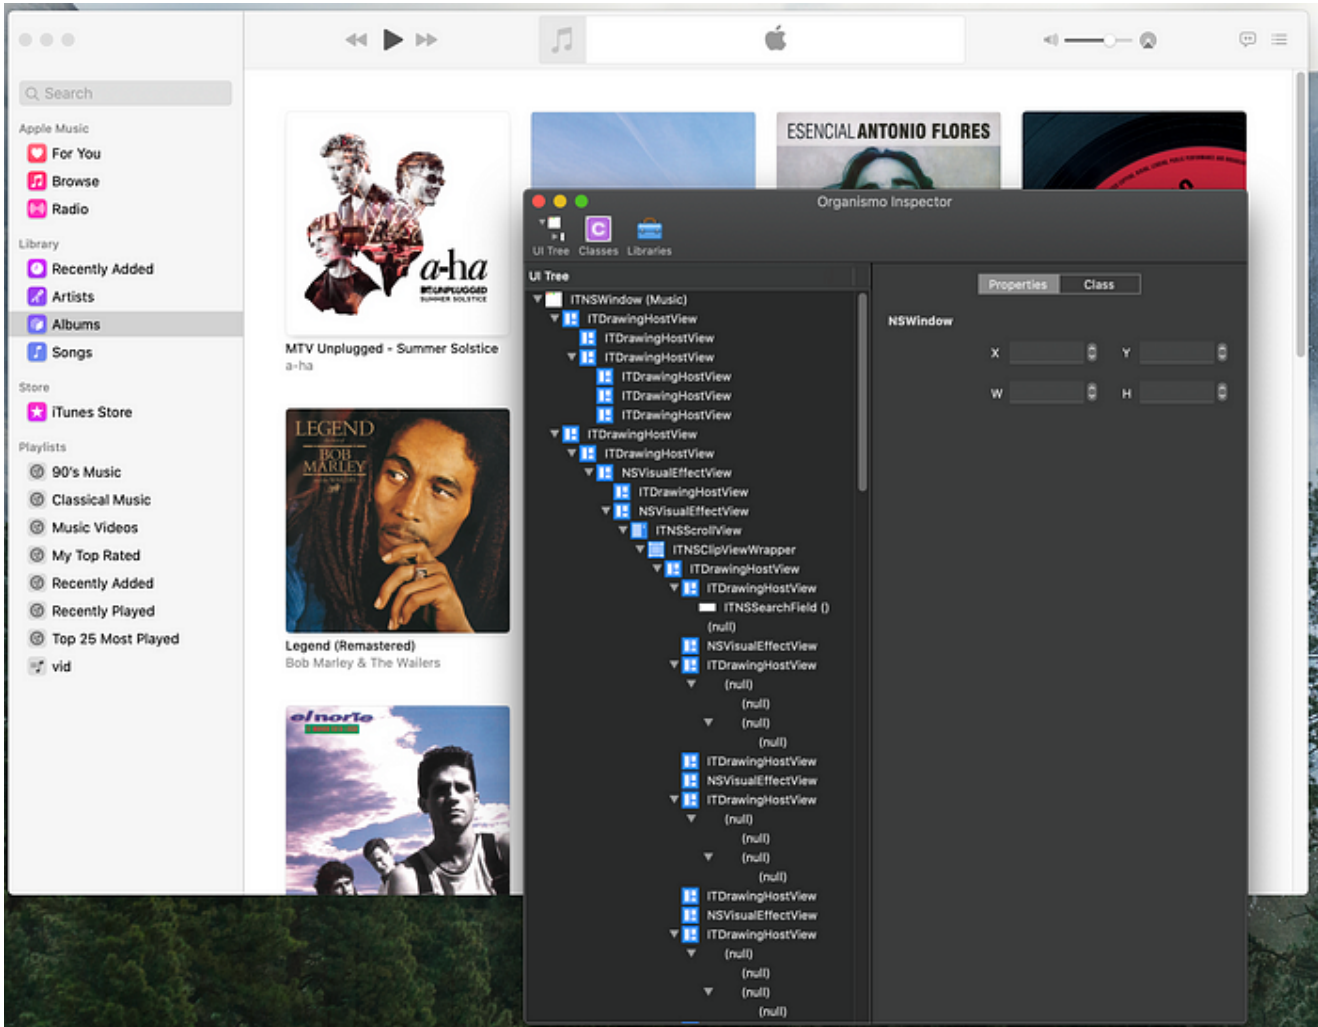 Search
Apple Music
For You
Browse
Radio
Library
Recently Added
Artists
Albums
Songs
Store
iTunes Store
Playlists
90's Music
Classical Music
Music Videos
My Top Rated
Recently Added
Recently Played
Top 25 Most Played
vid
a-ha
UNPLUGGED
SUMMER SOLSTICE
MTV Unplugged - Summer Solstice
a-ha
ESENCIAL ANTONIO FLORES
LEGEND
BOB
MARLEY
Legend (Remastered)
Bob Marley & The Wailers
el norte
Organismo Inspector
UI Tree Classes Libraries
UI Tree
ITNSWindow (Music)
ITDrawingHostView
ITDrawingHostView
ITDrawingHostView
ITDrawingHostView
ITDrawingHostView
ITDrawingHostView
ITDrawingHostView
ITDrawingHostView
NSVisualEffectView
ITDrawingHostView
NSVisualEffectView
ITNSScrollView
ITNSClipViewWrapper
ITDrawingHostView
ITDrawingHostView
ITNSSearchField ()
(null)
NSVisualEffectView
ITDrawingHostView
(null)
(null)
(null)
(null)
ITDrawingHostView
NSVisualEffectView
ITDrawingHostView
(null)
(null)
(null)
(null)
ITDrawingHostView
NSVisualEffectView
ITDrawingHostView
(null)
(null)
(null)
(null)
Properties Class
NSWindow
X Y
W H